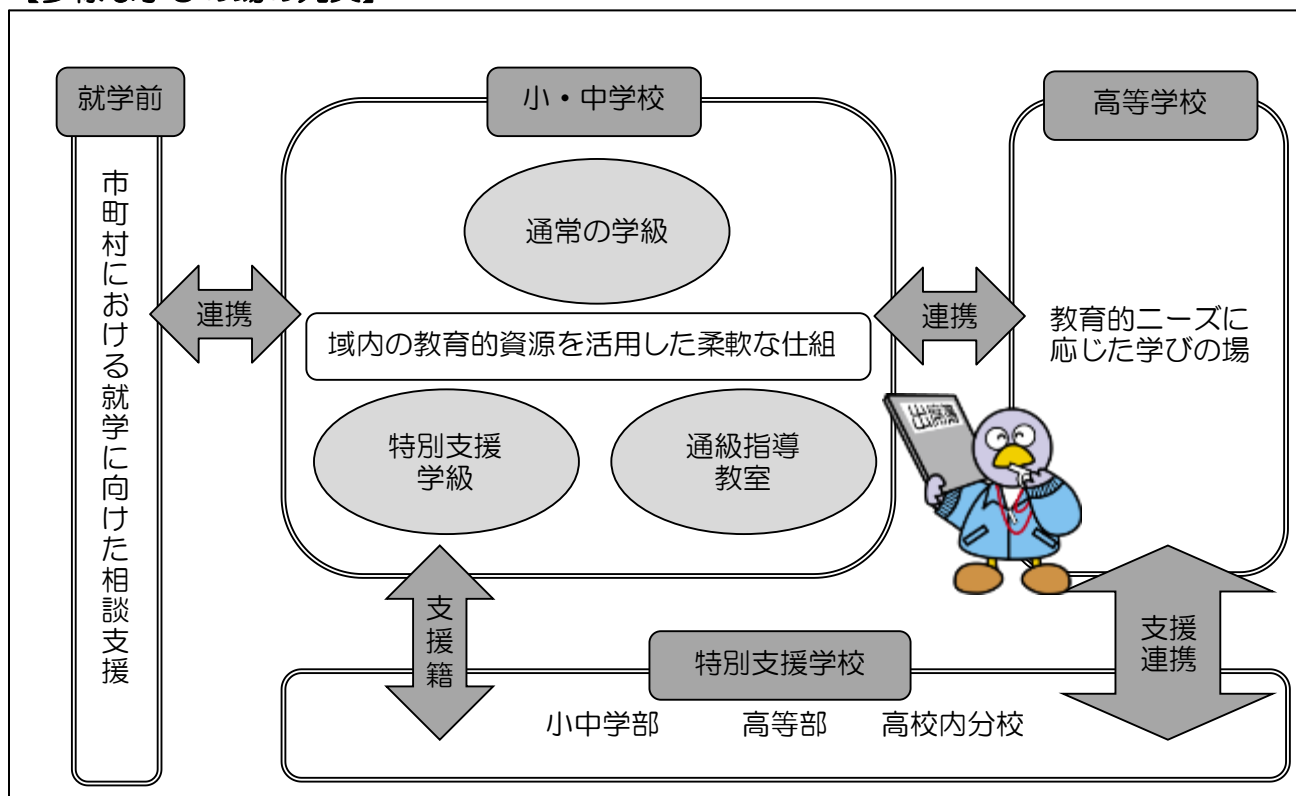 就学前
市町村における就学に向けた相談支援
連携
小・中学校
通常の学級
域内の教育的資源を活用した柔軟な仕組
特別支援
学級
通級指導
教室
連携
高等学校
教育的ニーズに
応じた学びの場
出席簿
支援籍
支援
連携
特別支援学校
小中学部 高等部 高校内分校